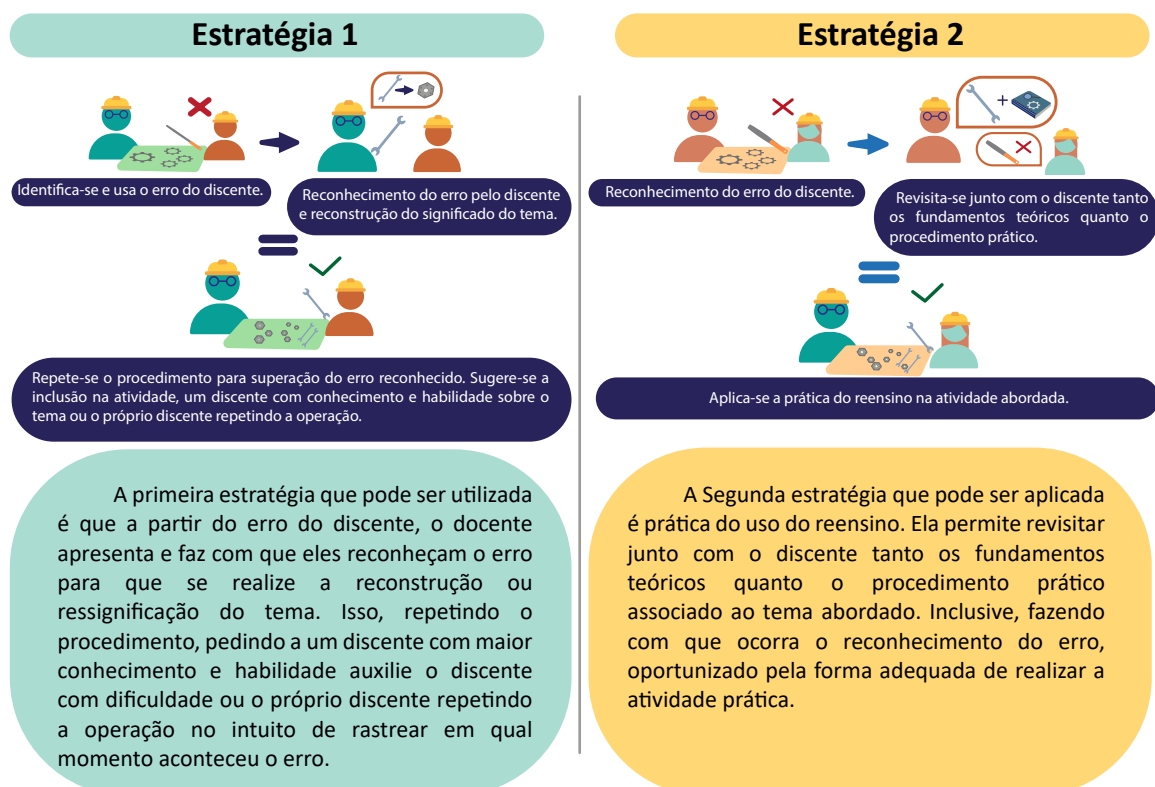 Estratégia 1
Identifica-se e usa o erro do discente.
Reconhecimento do erro pelo discente
e reconstrução do significado do tema.
Repete-se o procedimento para superação do erro reconhecido. Sugere-se a
inclusão na atividade, um discente com conhecimento e habilidade sobre o
tema ou o próprio discente repetindo a operação.
A primeira estratégia que pode ser utilizada
é que a partir do erro do discente, o docente
apresenta e faz com que eles reconheçam o erro
para que se realize a reconstrução ou
ressignificação do tema. Isso, repetindo o
procedimento, pedindo a um discente com maior
conhecimento e habilidade auxilie o discente
com dificuldade ou o próprio discente repetindo
a operação no intuito de rastrear em qual
momento aconteceu o erro.
Estratégia 2
Reconhecimento do erro do discente.
Revisita-se junto com o discente tanto
os fundamentos teóricos quanto o
procedimento prático.
Aplica-se a prática do reensino na atividade abordada.
A Segunda estratégia que pode ser aplicada
é prática do uso do reensino. Ela permite revisitar
junto com o discente tanto os fundamentos
teóricos quanto o procedimento prático
associado ao tema abordado. Inclusive, fazendo
com que ocorra o reconhecimento do erro,
oportunizado pela forma adequada de realizar a
atividade prática.